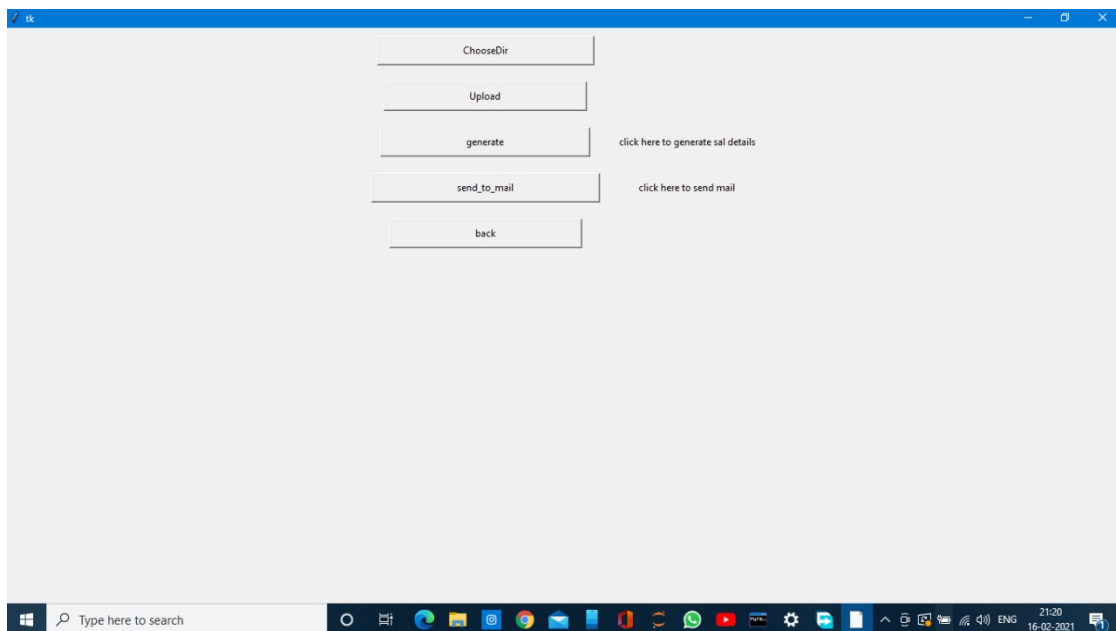 tk
ChooseDir
Upload
generate click here to generate sal details
send_to_mail click here to send mail
back
Type here to search
ENG
21:20
16-02-2021